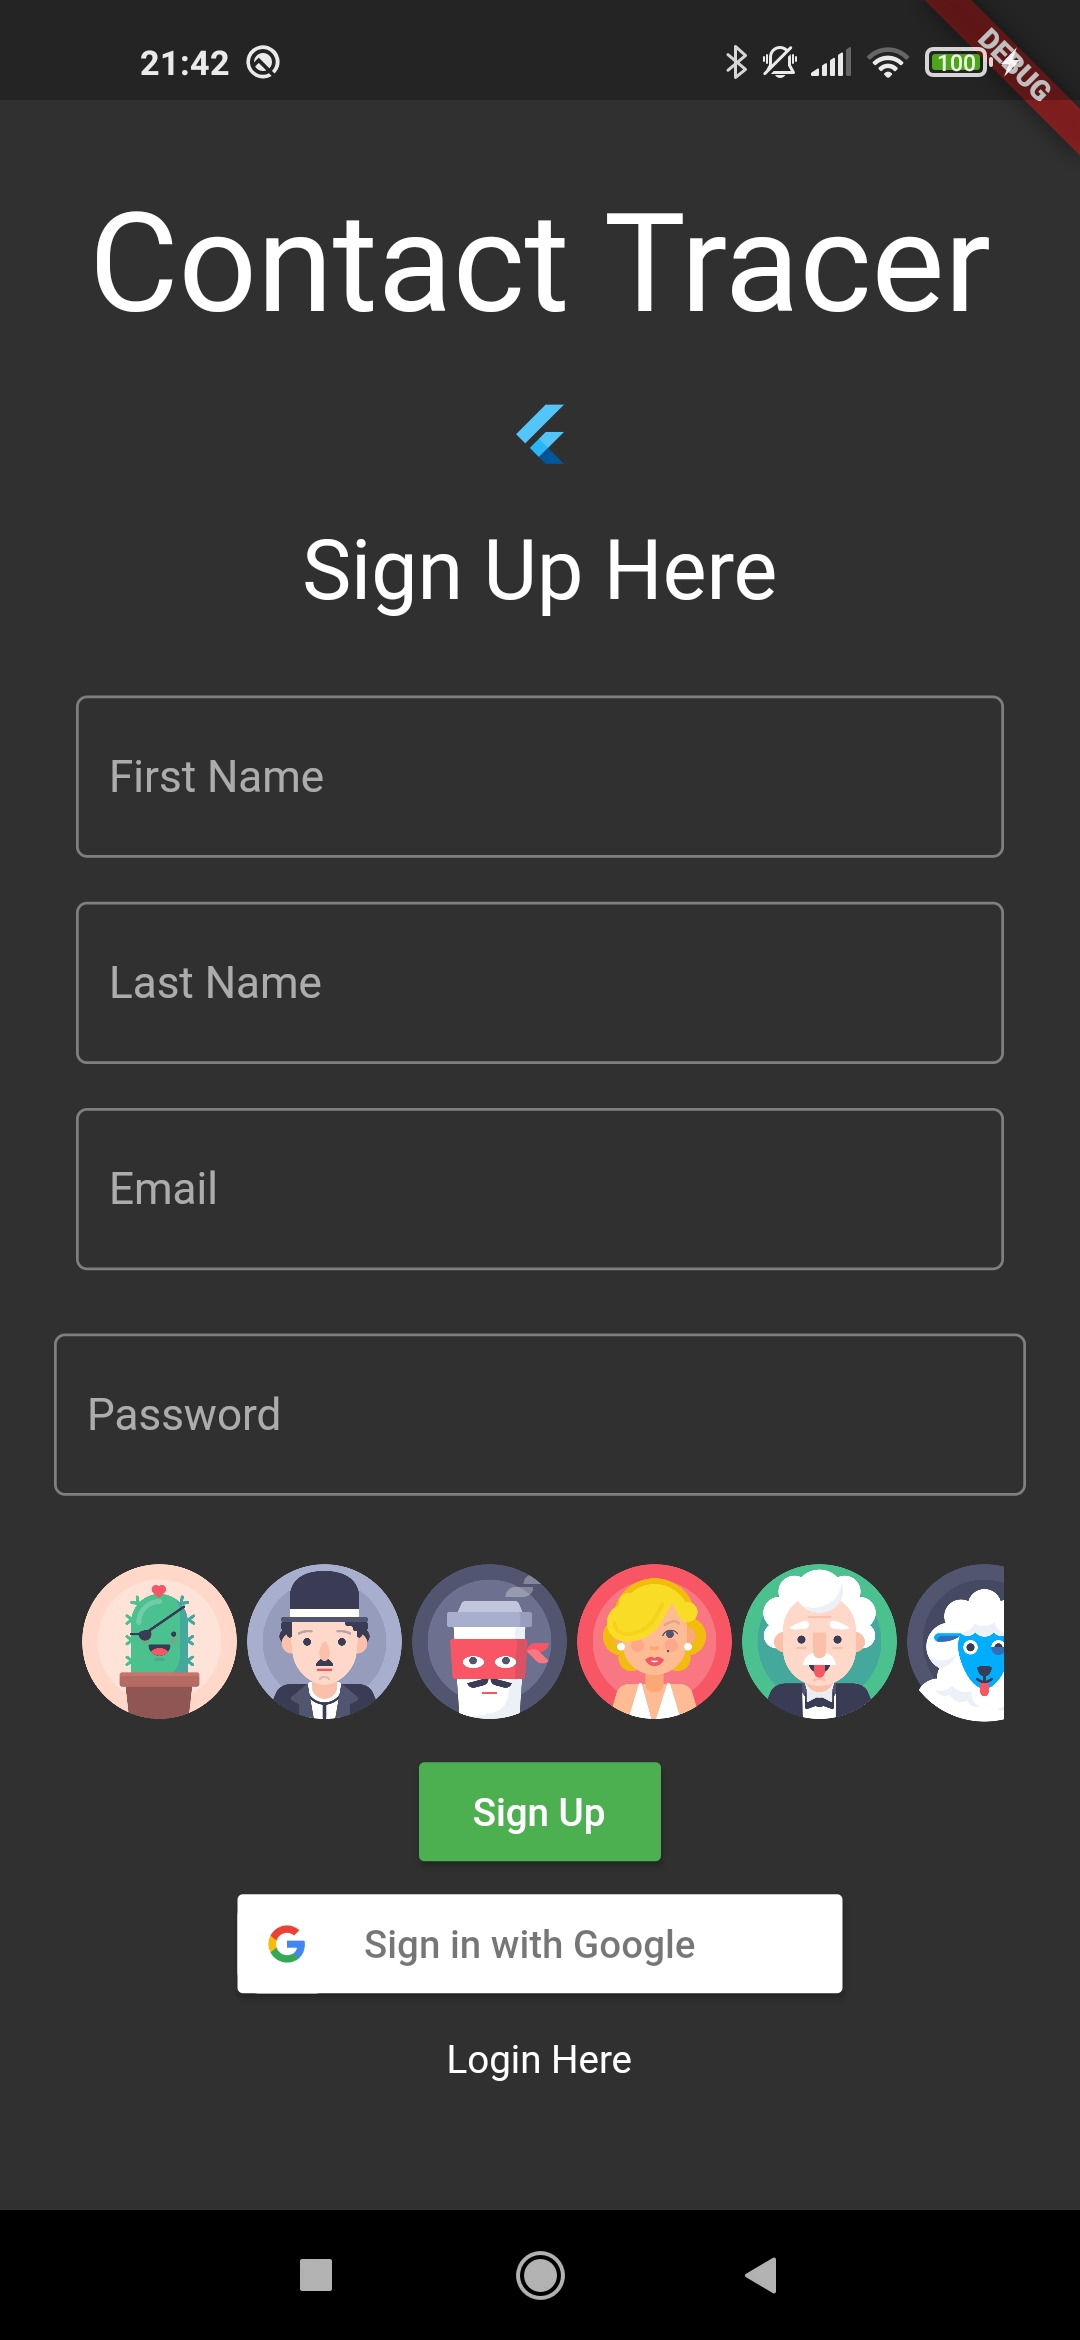 21:42
100
DEBUG
Contact Tracer
Sign Up Here
First Name
Last Name
Email
Password
Sign Up
Sign in with Google
Login Here